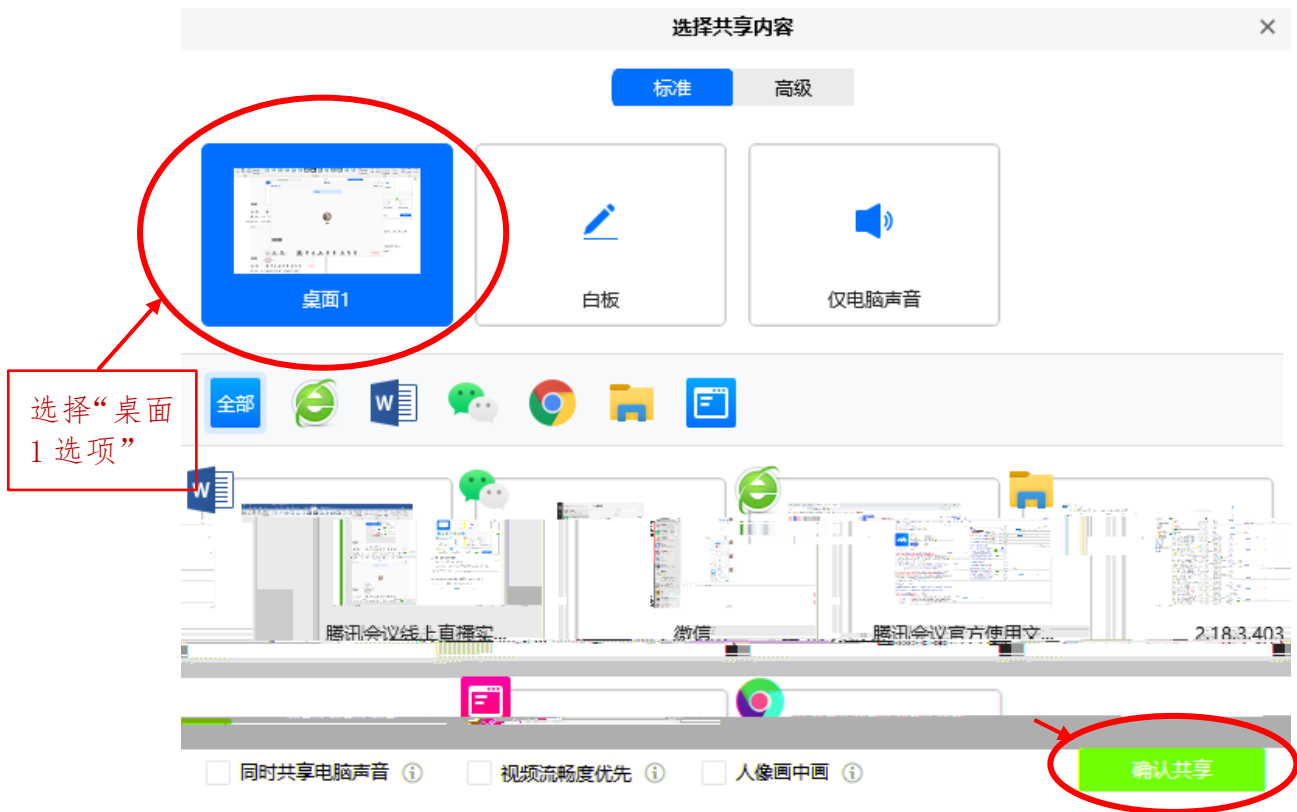 选择共享内容
标准
高级
桌面1
白板
仅电脑声音
选择“桌面
1选项”
全部
腾讯会议线上直播实...
微信
腾讯会议官方使用文...
2.18.3.403
同时共享电脑声音
视频流畅度优先
人像画中画
确认共享